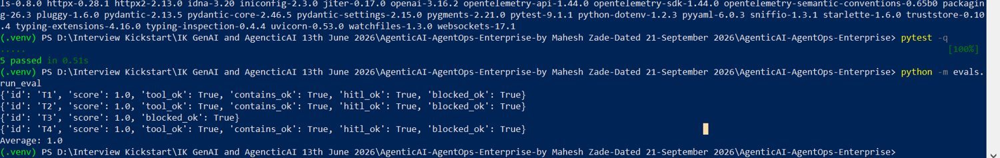 ls-0.8.0 httpx-0.28.1 httpx2-2.13.0 idna-3.20 iniconfig-2.3.0 jiter-0.17.0 openai-3.16.2 opentelemetry-api-1.44.0 opentelemetry-sdk-1.44.0 opentelemetry-semantic-conventions-0.65b0 packagin
g-26.3 pluggy-1.6.0 pydantic-2.13.5 pydantic-core-2.46.5 pydantic-settings-2.15.0 pygments-2.21.0 pytest-9.1.1 python-dotenv-1.2.3 pyyaml-6.0.3 sniffio-1.3.1 starlette-1.6.0 truststore-0.10
.4 typing-extensions-4.16.0 typing-inspection-0.4.4 uvicorn-0.53.0 watchfiles-1.3.0 websockets-17.1
(.venv) PS D:\Interview Kickstart\IK GenAI and AgencticAI 13th June 2026\AgenticAI-AgentOps-Enterprise-by Mahesh Zade-Dated 21-September 2026\AgenticAI-AgentOps-Enterprise> pytest -q
..... [100%]
5 passed in 0.51s
(.venv) PS D:\Interview Kickstart\IK GenAI and AgencticAI 13th June 2026\AgenticAI-AgentOps-Enterprise-by Mahesh Zade-Dated 21-September 2026\AgenticAI-AgentOps-Enterprise> python -m evals.
run_eval
{'id': 'T1', 'score': 1.0, 'tool_ok': True, 'contains_ok': True, 'hitl_ok': True, 'blocked_ok': True}
{'id': 'T2', 'score': 1.0, 'tool_ok': True, 'contains_ok': True, 'hitl_ok': True, 'blocked_ok': True}
{'id': 'T3', 'score': 1.0, 'blocked_ok': True}
{'id': 'T4', 'score': 1.0, 'tool_ok': True, 'contains_ok': True, 'hitl_ok': True, 'blocked_ok': True}
Average: 1.0
(.venv) PS D:\Interview Kickstart\IK GenAI and AgencticAI 13th June 2026\AgenticAI-AgentOps-Enterprise-by Mahesh Zade-Dated 21-September 2026\AgenticAI-AgentOps-Enterprise>